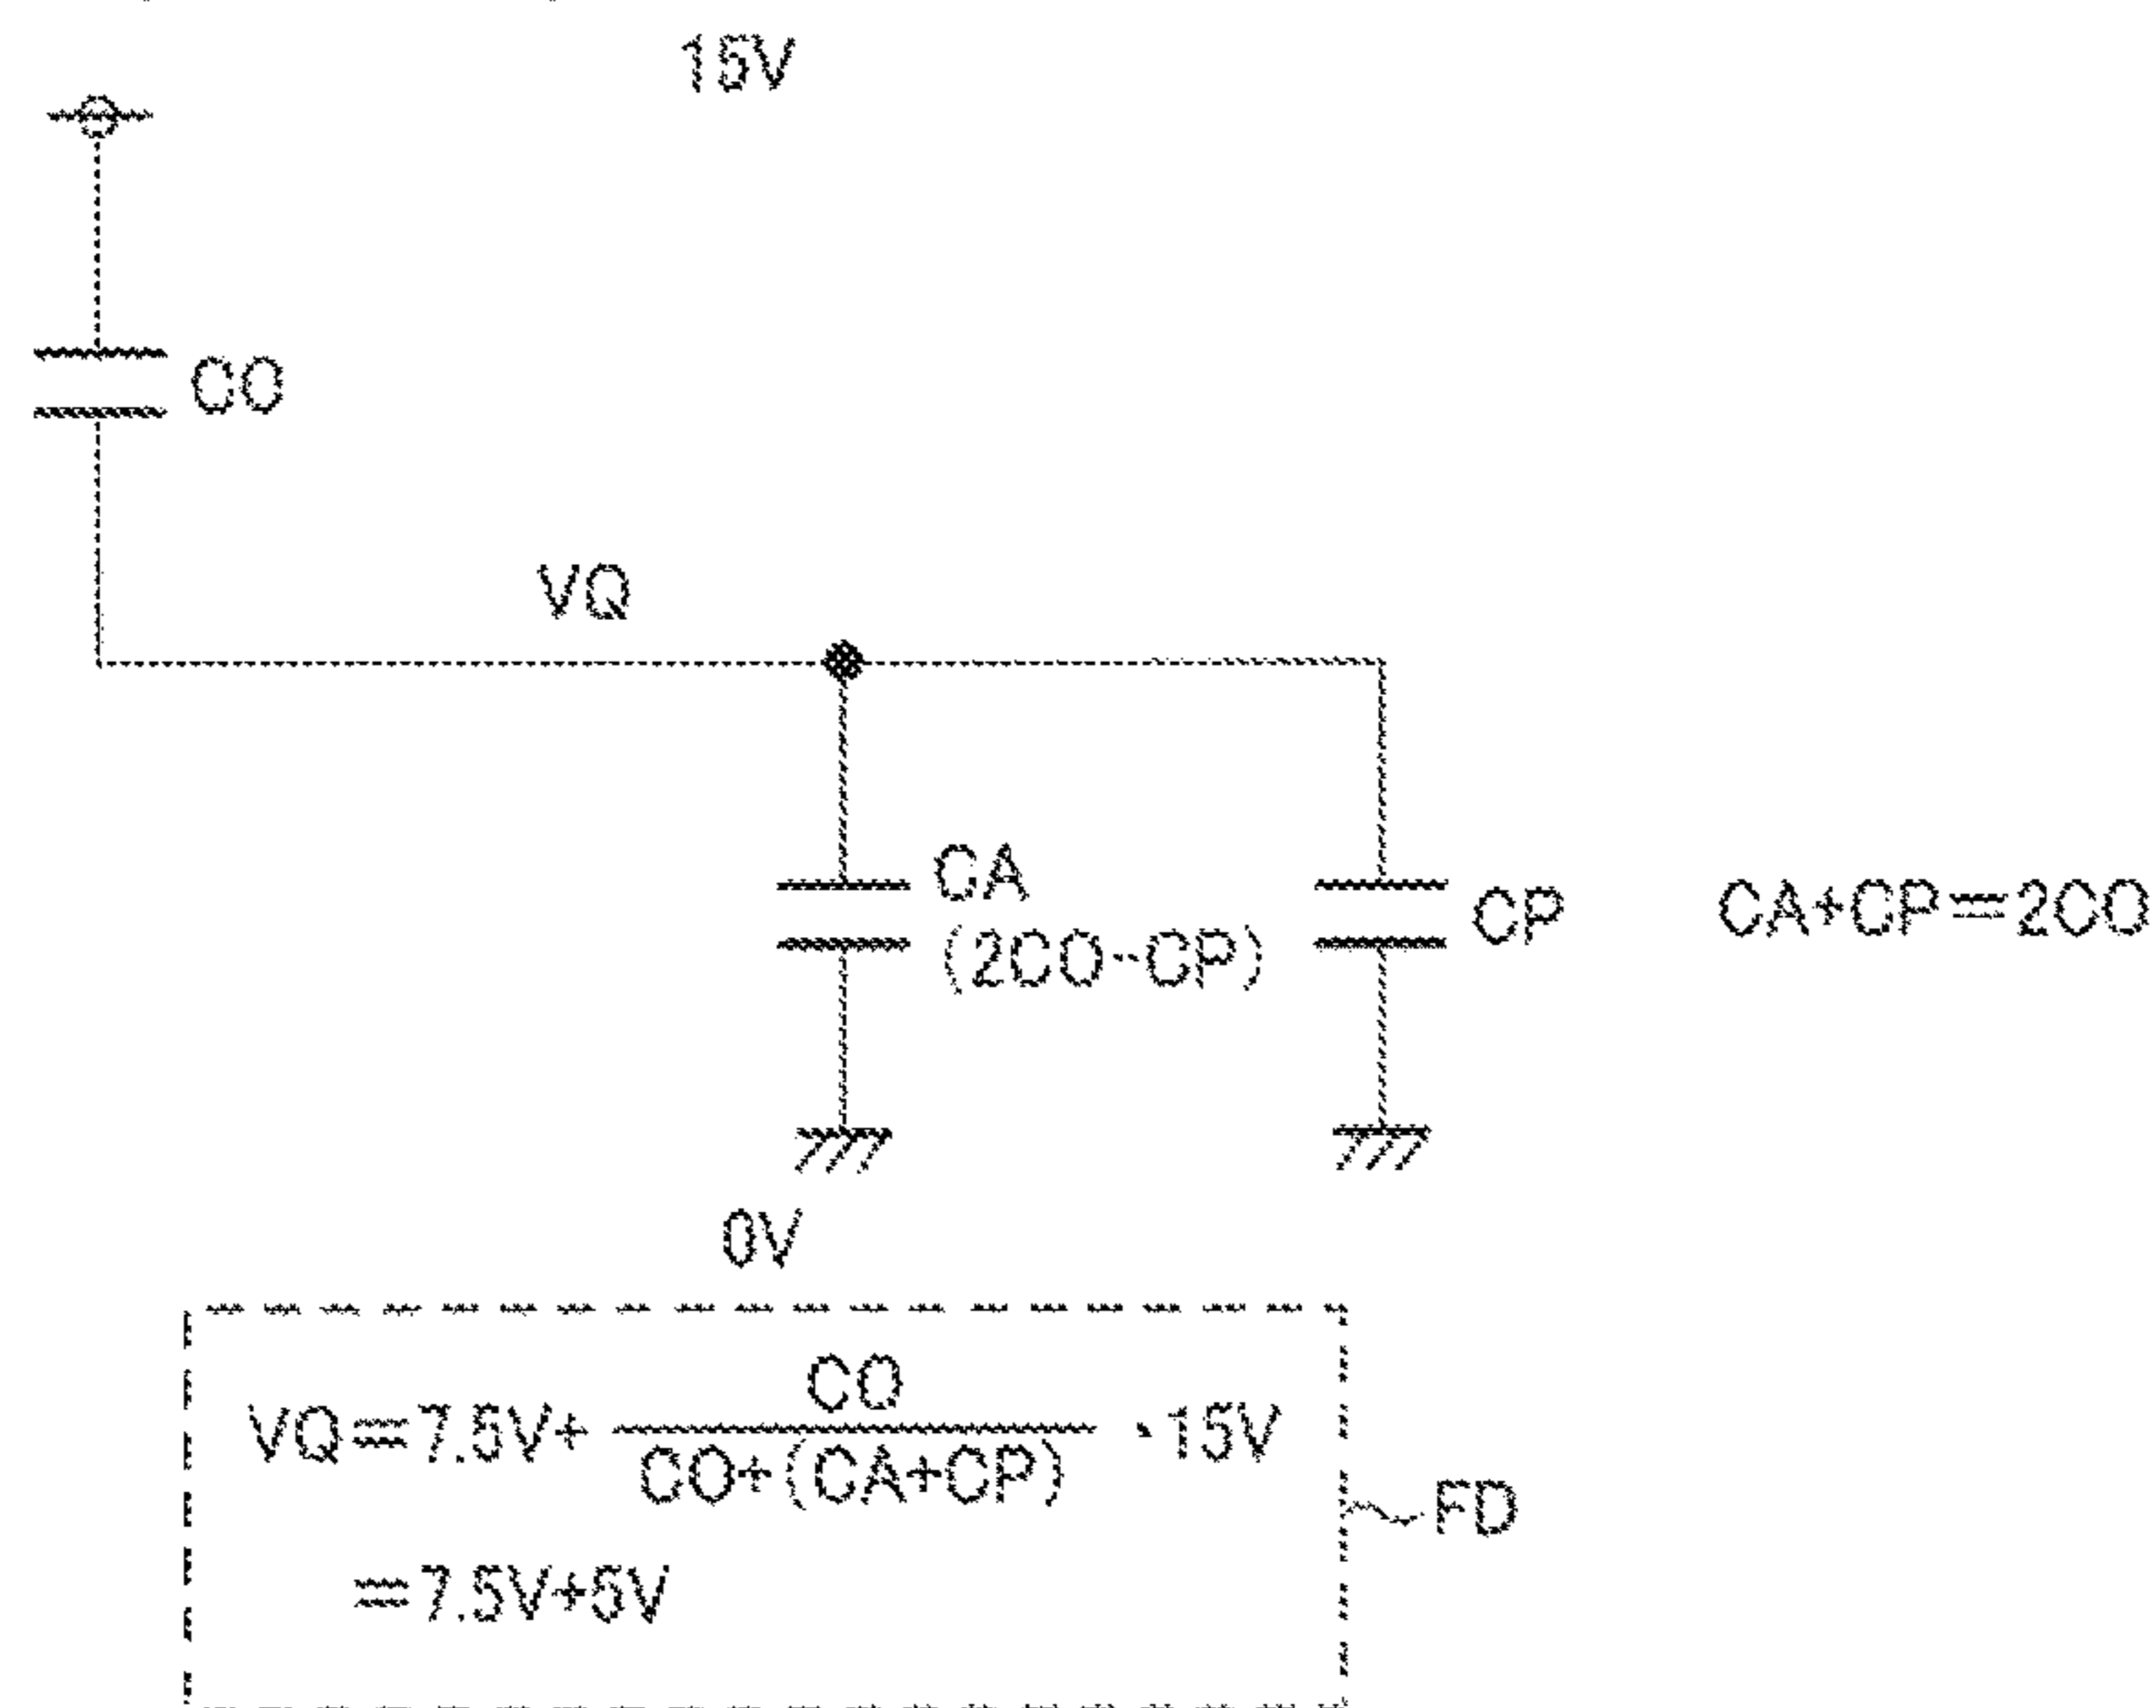 15V
CO
VQ
CA
(2CO-CP)
CP
CA+CP=2CO
0V
VQ=7.5V+ CO / CO+(CA+CP) ·15V
=7.5V+5V
FD